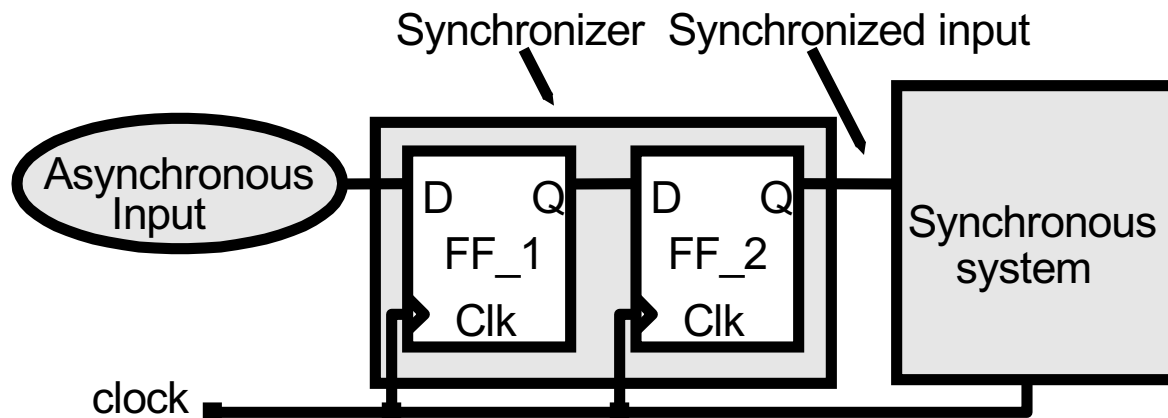 Synchronizer
Synchronized input
Asynchronous
Input
D
Q
FF_1
Clk
D
Q
FF_2
Clk
Synchronous
system
clock